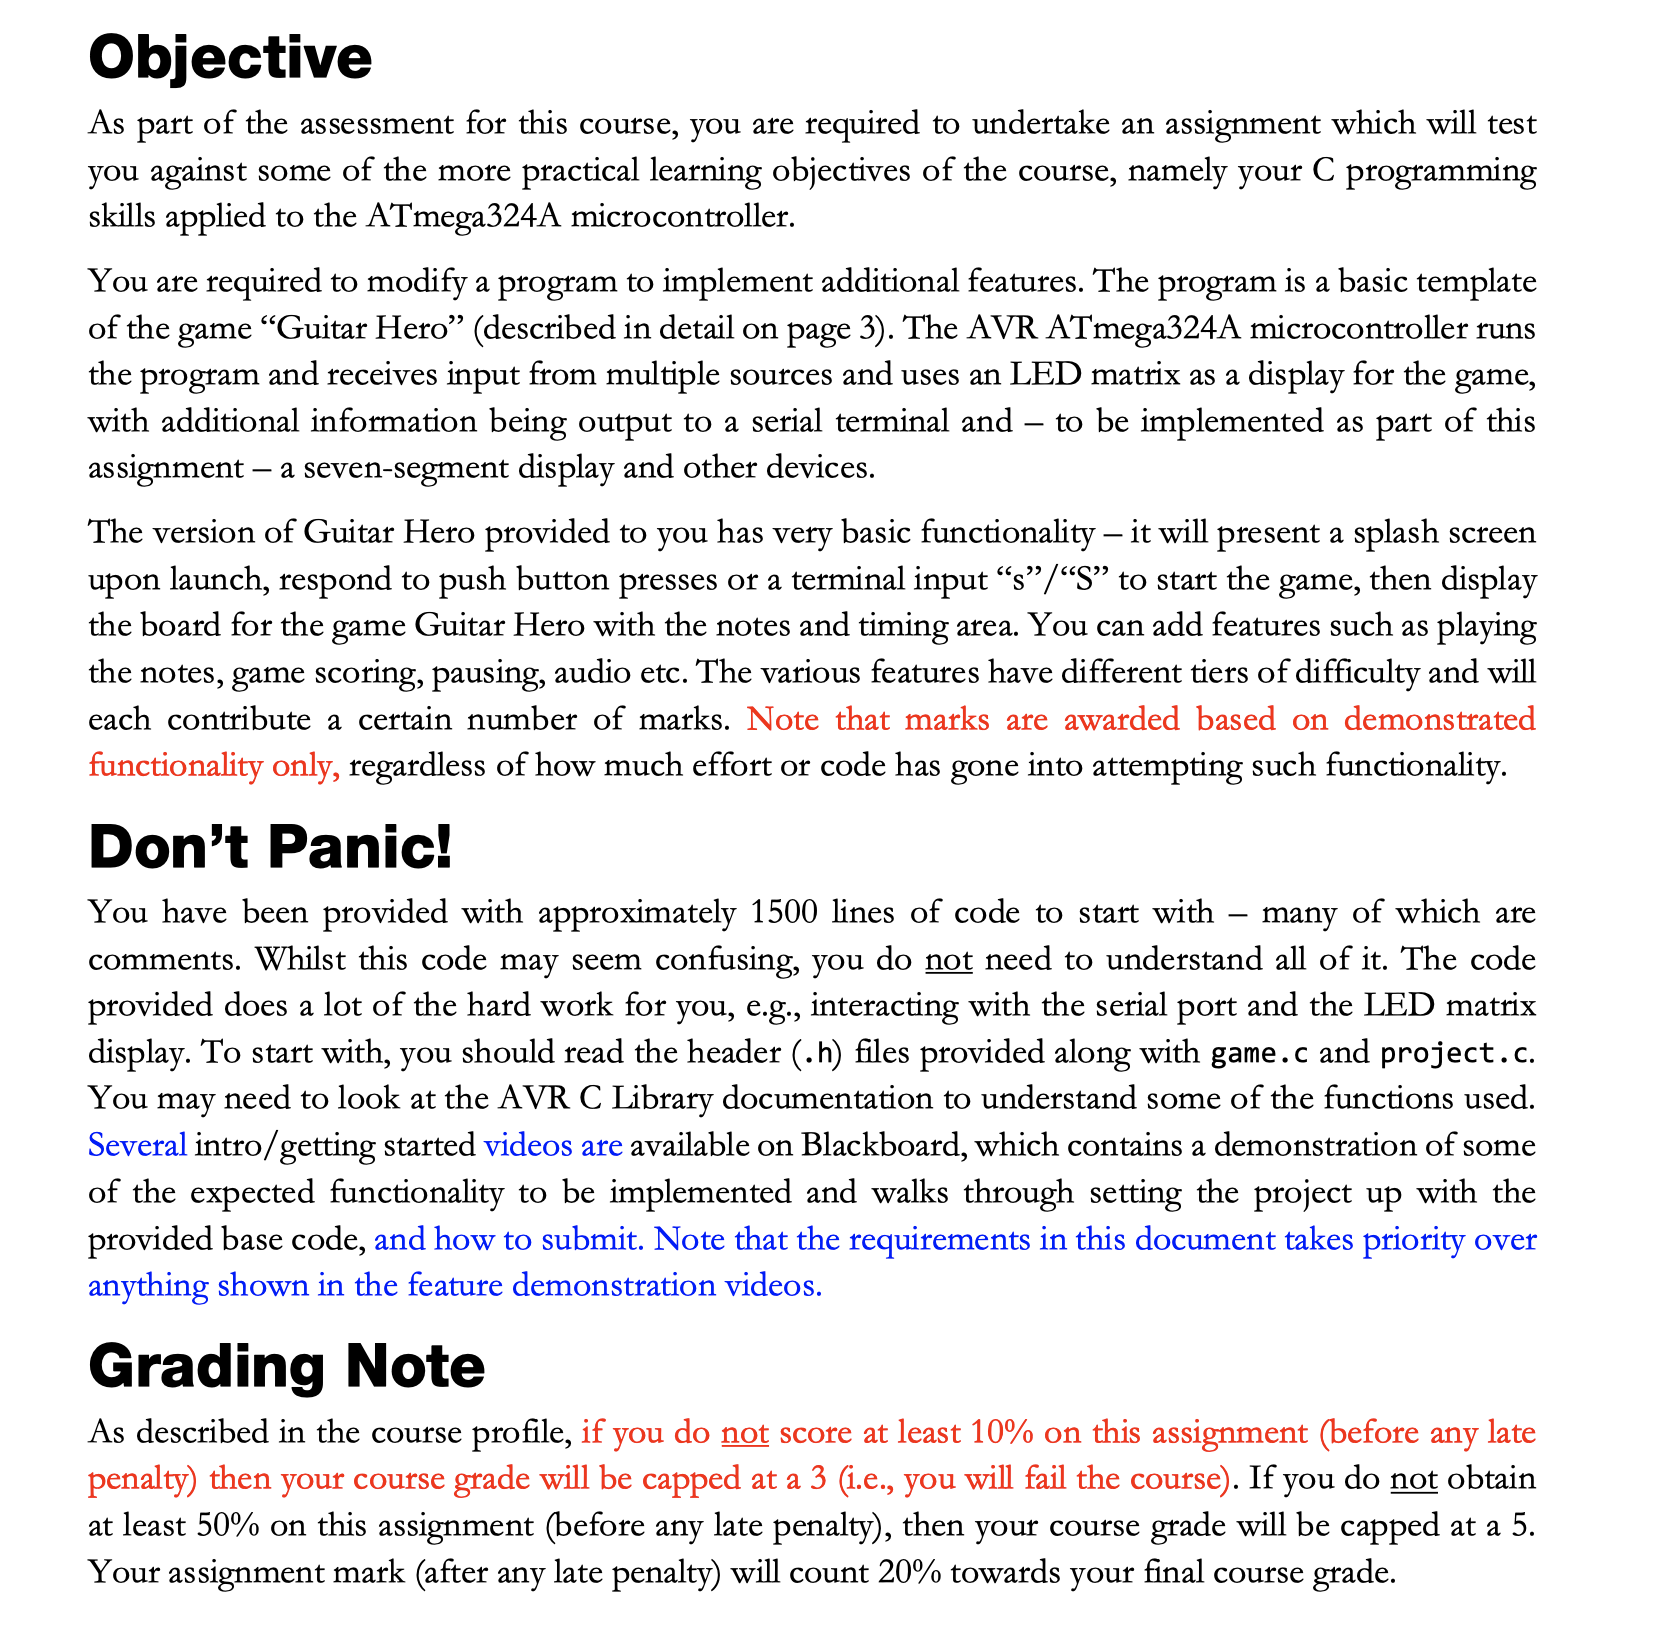 Objective
As part of the assessment for this course, you are required to undertake an assignment which will test
you against some of the more practical learning objectives of the course, namely your C programming
skills applied to the ATmega324A microcontroller.
You are required to modify a program to implement additional features. The program is a basic template
of the game “Guitar Hero” (described in detail on page 3). The AVR ATmega324A microcontroller runs
the program and receives input from multiple sources and uses an LED matrix as a display for the game,
with additional information being output to a serial terminal and – to be implemented as part of this
assignment – a seven-segment display and other devices.
The version of Guitar Hero provided to you has very basic functionality – it will present a splash screen
upon launch, respond to push button presses or a terminal input “s”/“S” to start the game, then display
the board for the game Guitar Hero with the notes and timing area. You can add features such as playing
the notes, game scoring, pausing, audio etc. The various features have different tiers of difficulty and will
each contribute a certain number of marks. Note that marks are awarded based on demonstrated
functionality only, regardless of how much effort or code has gone into attempting such functionality.
Don’t Panic!
You have been provided with approximately 1500 lines of code to start with – many of which are
comments. Whilst this code may seem confusing, you do not need to understand all of it. The code
provided does a lot of the hard work for you, e.g., interacting with the serial port and the LED matrix
display. To start with, you should read the header (.h) files provided along with game.c and project.c.
You may need to look at the AVR C Library documentation to understand some of the functions used.
Several intro/getting started videos are available on Blackboard, which contains a demonstration of some
of the expected functionality to be implemented and walks through setting the project up with the
provided base code, and how to submit. Note that the requirements in this document takes priority over
anything shown in the feature demonstration videos.
Grading Note
As described in the course profile, if you do not score at least 10% on this assignment (before any late
penalty) then your course grade will be capped at a 3 (i.e., you will fail the course). If you do not obtain
at least 50% on this assignment (before any late penalty), then your course grade will be capped at a 5.
Your assignment mark (after any late penalty) will count 20% towards your final course grade.